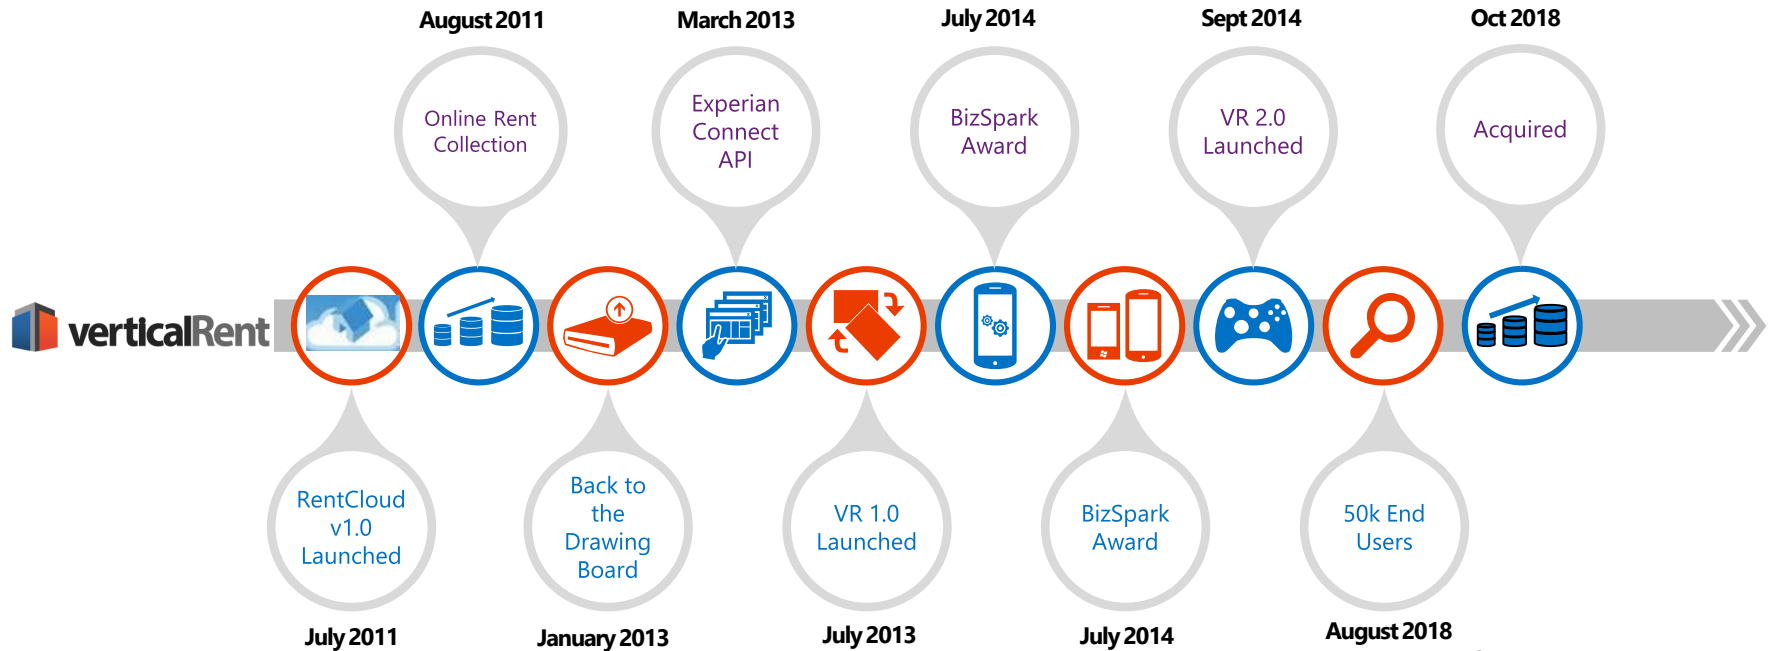 August 2011
March 2013
July 2014
Sept 2014
Oct 2018
Online Rent
Collection
Experian
Connect
API
BizSpark
Award
VR 2.0
Launched
Acquired
verticalRent
RentCloud
v1.0
Launched
Back to
the
Drawing
Board
VR 1.0
Launched
BizSpark
Award
50k End
Users
July 2011
January 2013
July 2013
July 2014
August 2018